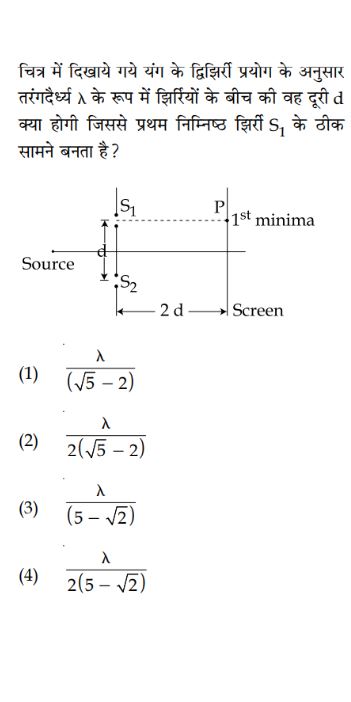 चित्र में दिखाये गये यंग के द्विझिर्री प्रयोग के अनुसार
तरंगदैर्ध्य λ के रूप में झिर्रियों के बीच की वह दूरी d
क्या होगी जिससे प्रथम निम्निष्ठ झिर्री S₁ के ठीक
सामने बनता है?
S₁
P
1st minima
d
Source
S₂
2 d
Screen
(1) λ/(√5 − 2)
(2) λ/2(√5 − 2)
(3) λ/(5 − √2)
(4) λ/2(5 − √2)